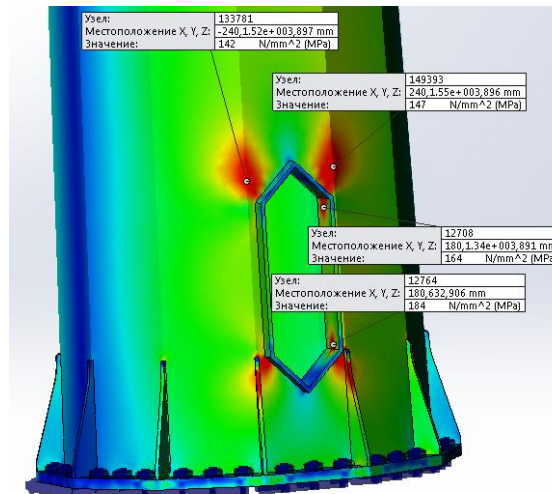 Узел: 133781
Местоположение X, Y, Z: -240,1.52e+003,897 mm
Значение: 142 N/mm^2 (MPa)
Узел: 149393
Местоположение X, Y, Z: 240,1.55e+003,896 mm
Значение: 147 N/mm^2 (MPa)
Узел: 12708
Местоположение X, Y, Z: 180,1.34e+003,891 mm
Значение: 164 N/mm^2 (MPa)
Узел: 12764
Местоположение X, Y, Z: 180,632,906 mm
Значение: 184 N/mm^2 (MPa)